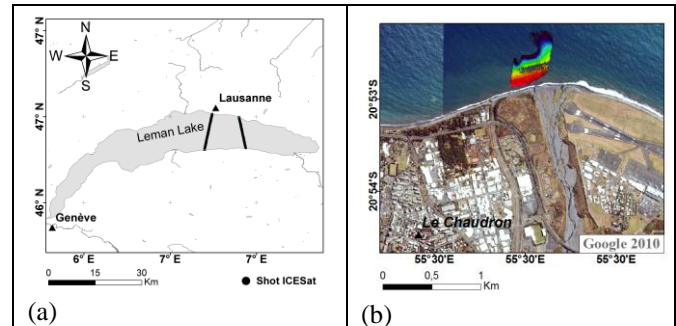 47° N
N
W E
S
Lausanne
47° N
Leman Lake
46° N
Genève
6° E 7° E 7° E
0 15 30
Km
Shot ICESat
(a)
20°53'S
20°54'S
Le Chaudron
Google 2010
55°30'E 55°30'E 55°30'E
0 0,5 1
Km
(b)